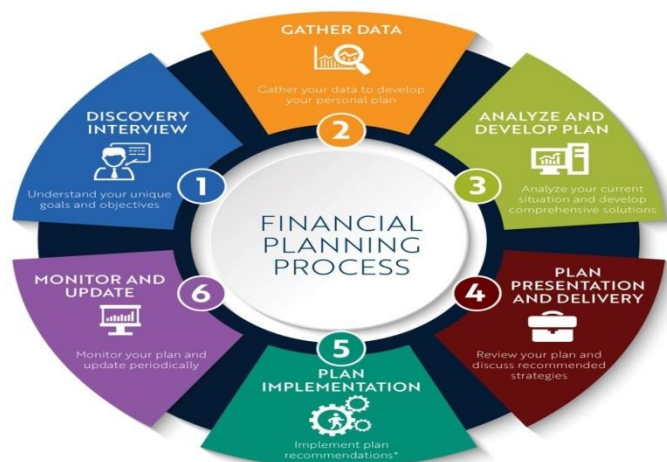 FINANCIAL
PLANNING
PROCESS
DISCOVERY
INTERVIEW
Understand your unique
goals and objectives
1
GATHER DATA
Gather your data to develop
your personal plan
2
ANALYZE AND
DEVELOP PLAN
Analyze your current
situation and develop
comprehensive solutions
3
PLAN
PRESENTATION
AND DELIVERY
Review your plan and
discuss recommended
strategies
4
5
PLAN
IMPLEMENTATION
Implement plan
recommendations*
MONITOR AND
UPDATE
Monitor your plan and
update periodically
6